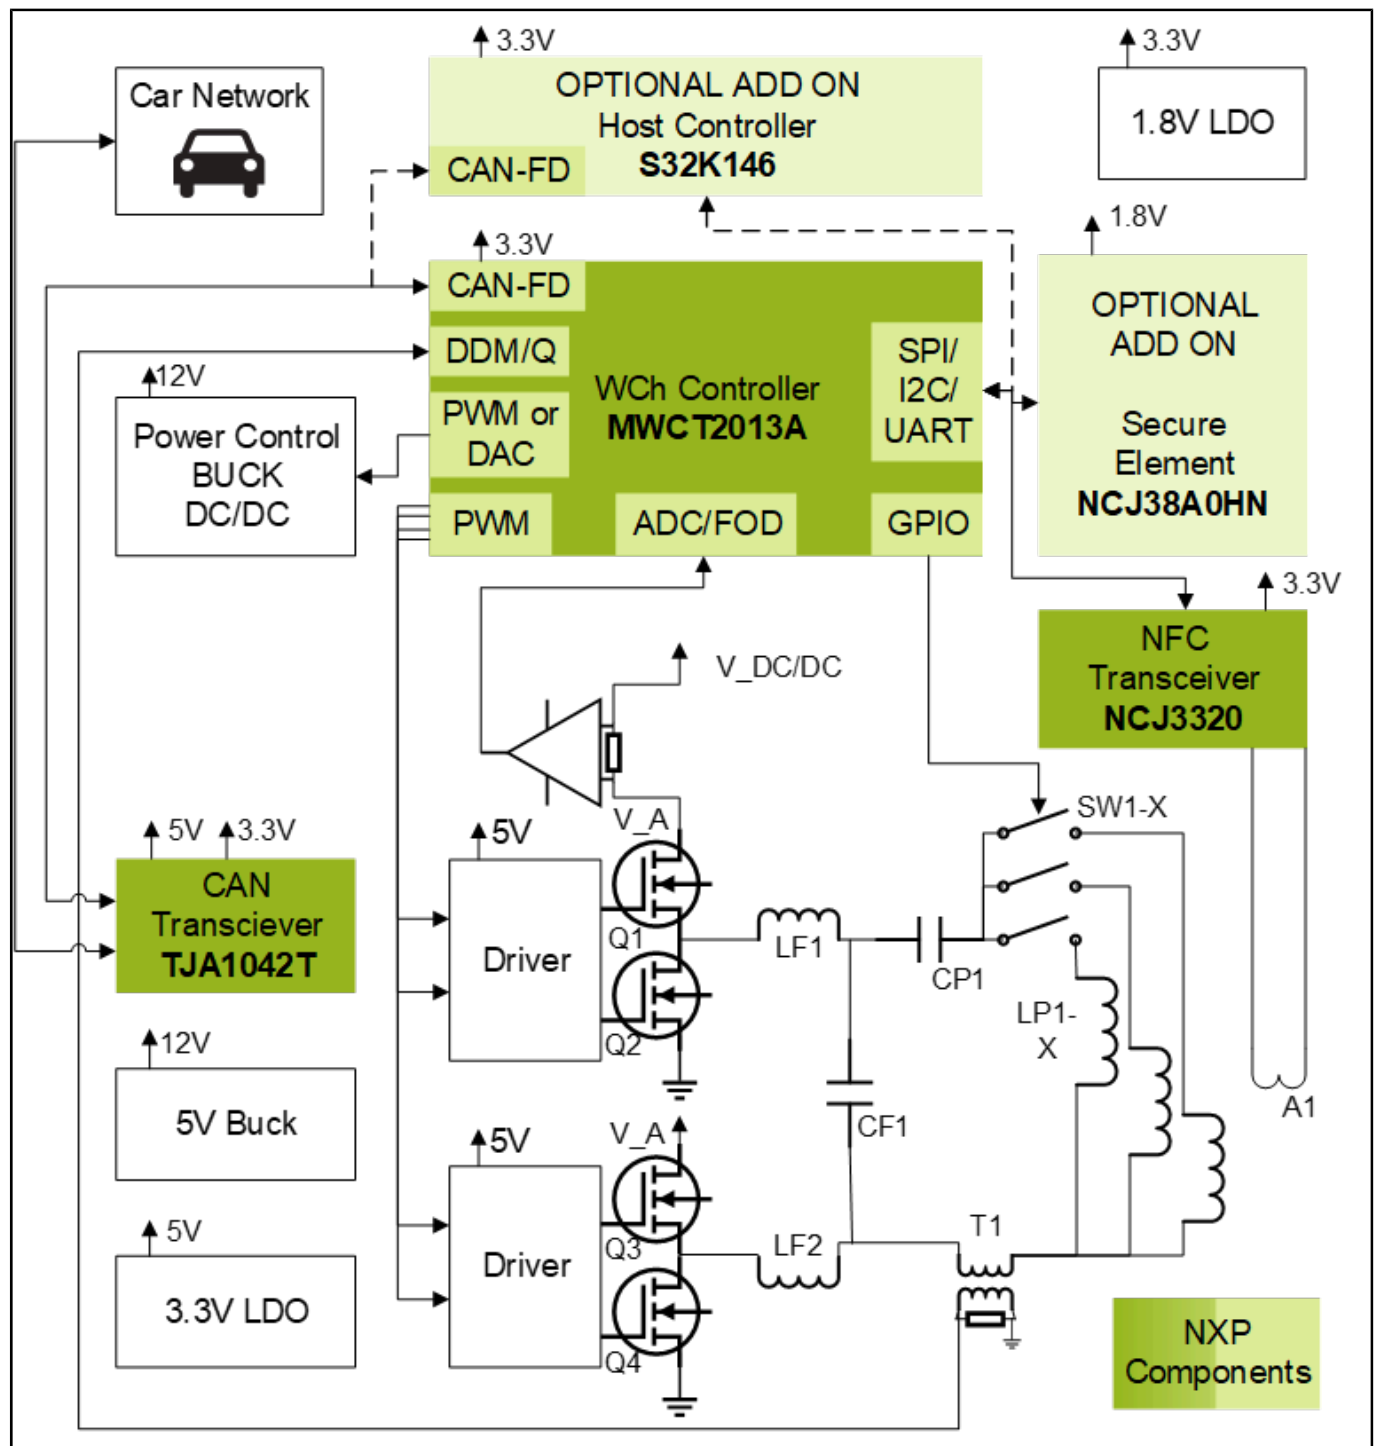 3.3V
OPTIONAL ADD ON
Host Controller
S32K146
CAN-FD
Car Network
3.3V
1.8V LDO
3.3V
CAN-FD
DDM/Q
PWM or
DAC
PWM
WCh Controller
MWCT2013A
ADC/FOD
SPI/
I2C/
UART
GPIO
1.8V
OPTIONAL
ADD ON
Secure
Element
NCJ38A0HN
12V
Power Control
BUCK
DC/DC
3.3V
NFC
Transceiver
NCJ3320
V_DC/DC
SW1-X
5V
3.3V
CAN
Transciever
TJA1042T
5V
Driver
V_A
Q1
Q2
LF1
CP1
LP1-
X
A1
CF1
12V
5V Buck
5V
Driver
V_A
Q3
Q4
LF2
T1
5V
3.3V LDO
NXP
Components